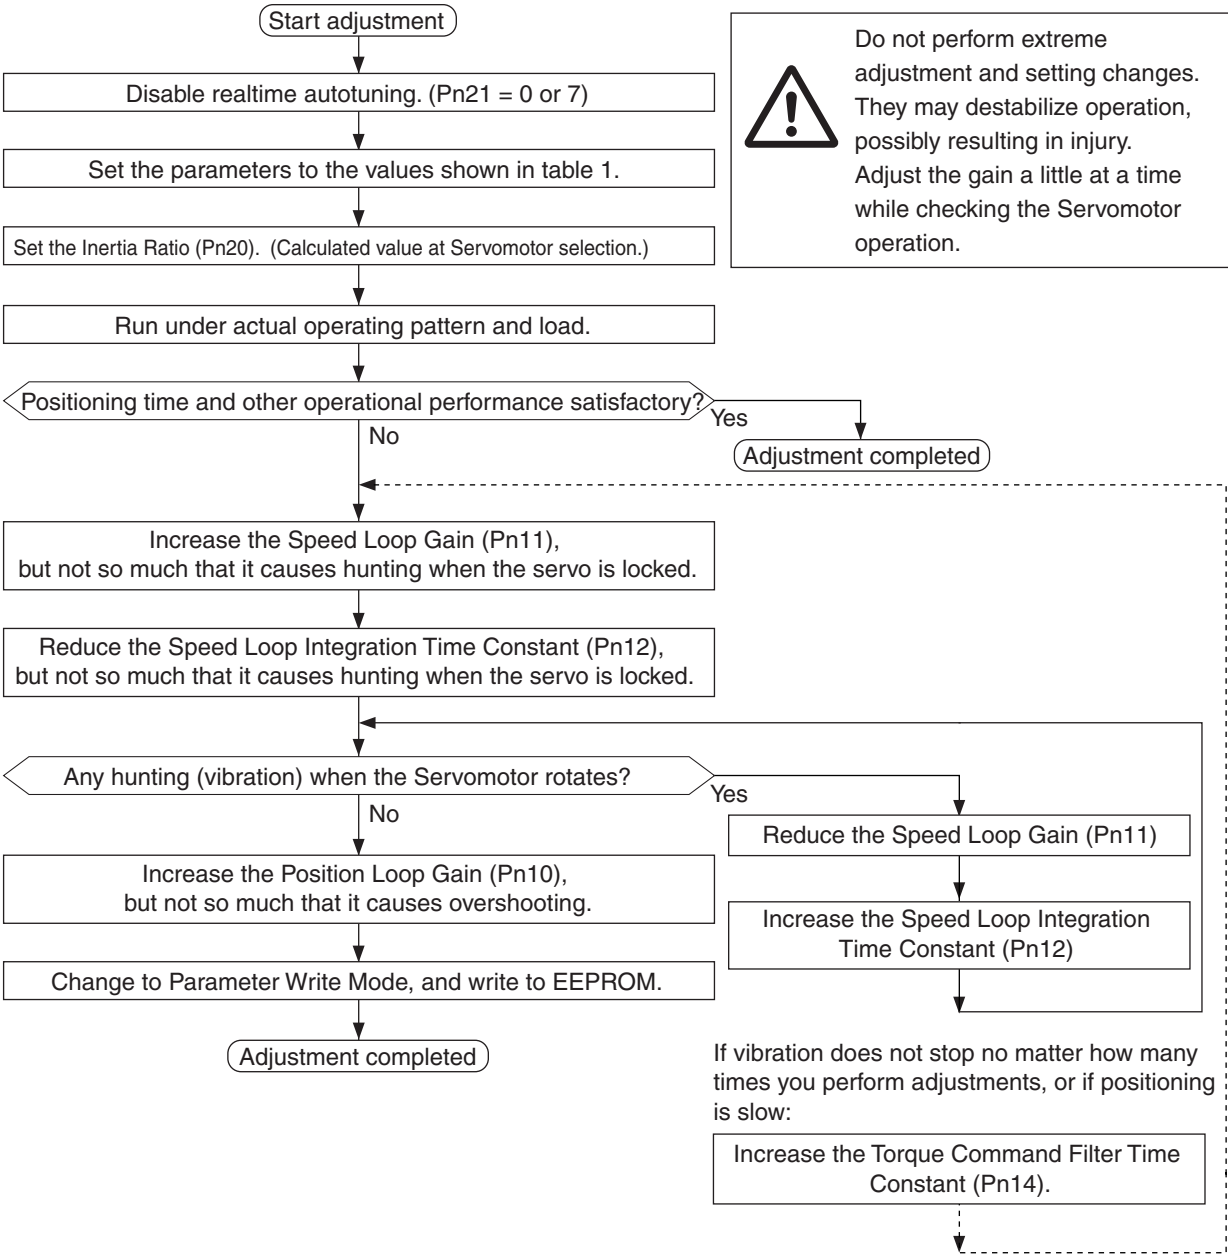 Start adjustment
Do not perform extreme
adjustment and setting changes.
They may destabilize operation,
possibly resulting in injury.
Adjust the gain a little at a time
while checking the Servomotor
operation.
Disable realtime autotuning. (Pn21 = 0 or 7)
Set the parameters to the values shown in table 1.
Set the Inertia Ratio (Pn20). (Calculated value at Servomotor selection.)
Run under actual operating pattern and load.
Positioning time and other operational performance satisfactory?
Yes
No
Adjustment completed
Increase the Speed Loop Gain (Pn11),
but not so much that it causes hunting when the servo is locked.
Reduce the Speed Loop Integration Time Constant (Pn12),
but not so much that it causes hunting when the servo is locked.
Any hunting (vibration) when the Servomotor rotates?
Yes
No
Reduce the Speed Loop Gain (Pn11)
Increase the Speed Loop Integration
Time Constant (Pn12)
Increase the Position Loop Gain (Pn10),
but not so much that it causes overshooting.
Change to Parameter Write Mode, and write to EEPROM.
Adjustment completed
If vibration does not stop no matter how many
times you perform adjustments, or if positioning
is slow:
Increase the Torque Command Filter Time
Constant (Pn14).